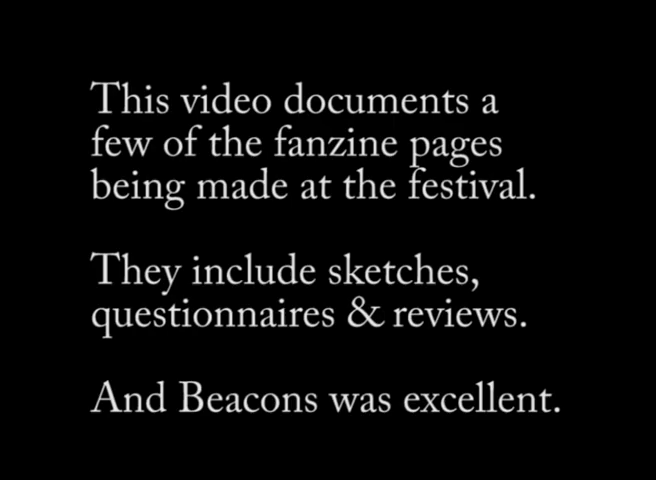 This video documents a
few of the fanzine pages
being made at the festival.
They include sketches,
questionnaires & reviews.
And Beacons was excellent.